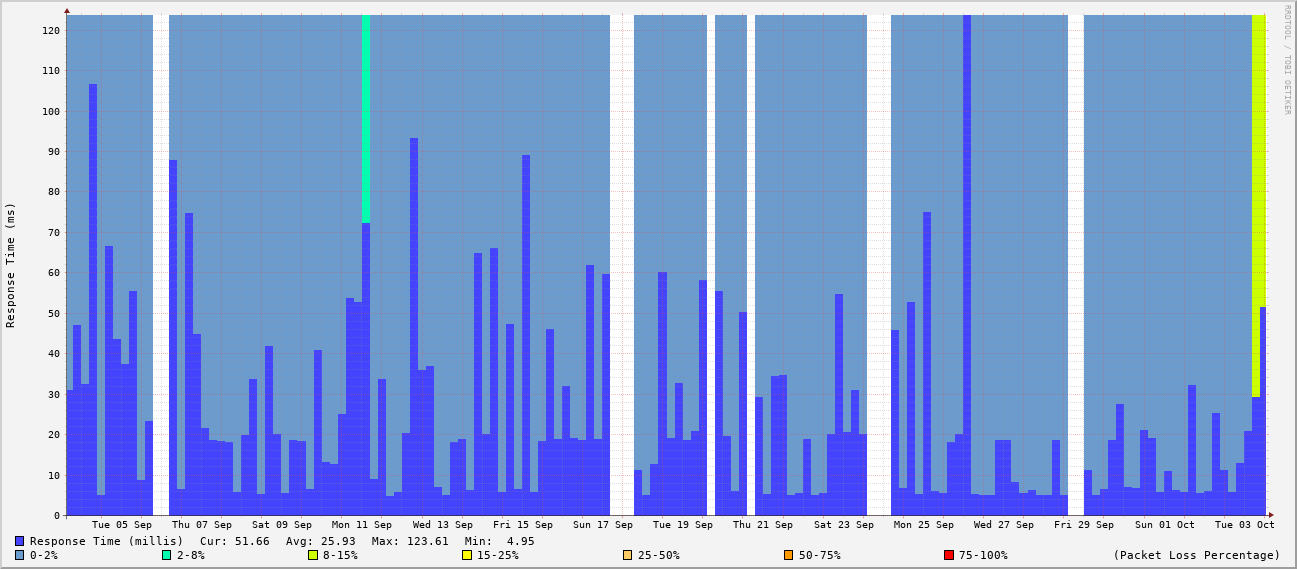 RRDTOOL / TOBI OETIKER
Response Time (ms)
120
110
100
90
80
70
60
50
40
30
20
10
0
Tue 05 Sep Thu 07 Sep Sat 09 Sep Mon 11 Sep Wed 13 Sep Fri 15 Sep Sun 17 Sep Tue 19 Sep Thu 21 Sep Sat 23 Sep Mon 25 Sep Wed 27 Sep Fri 29 Sep Sun 01 Oct Tue 03 Oct
Response Time (millis) Cur: 51.66 Avg: 25.93 Max: 123.61 Min: 4.95
0-2% 2-8% 8-15% 15-25% 25-50% 50-75% 75-100% (Packet Loss Percentage)